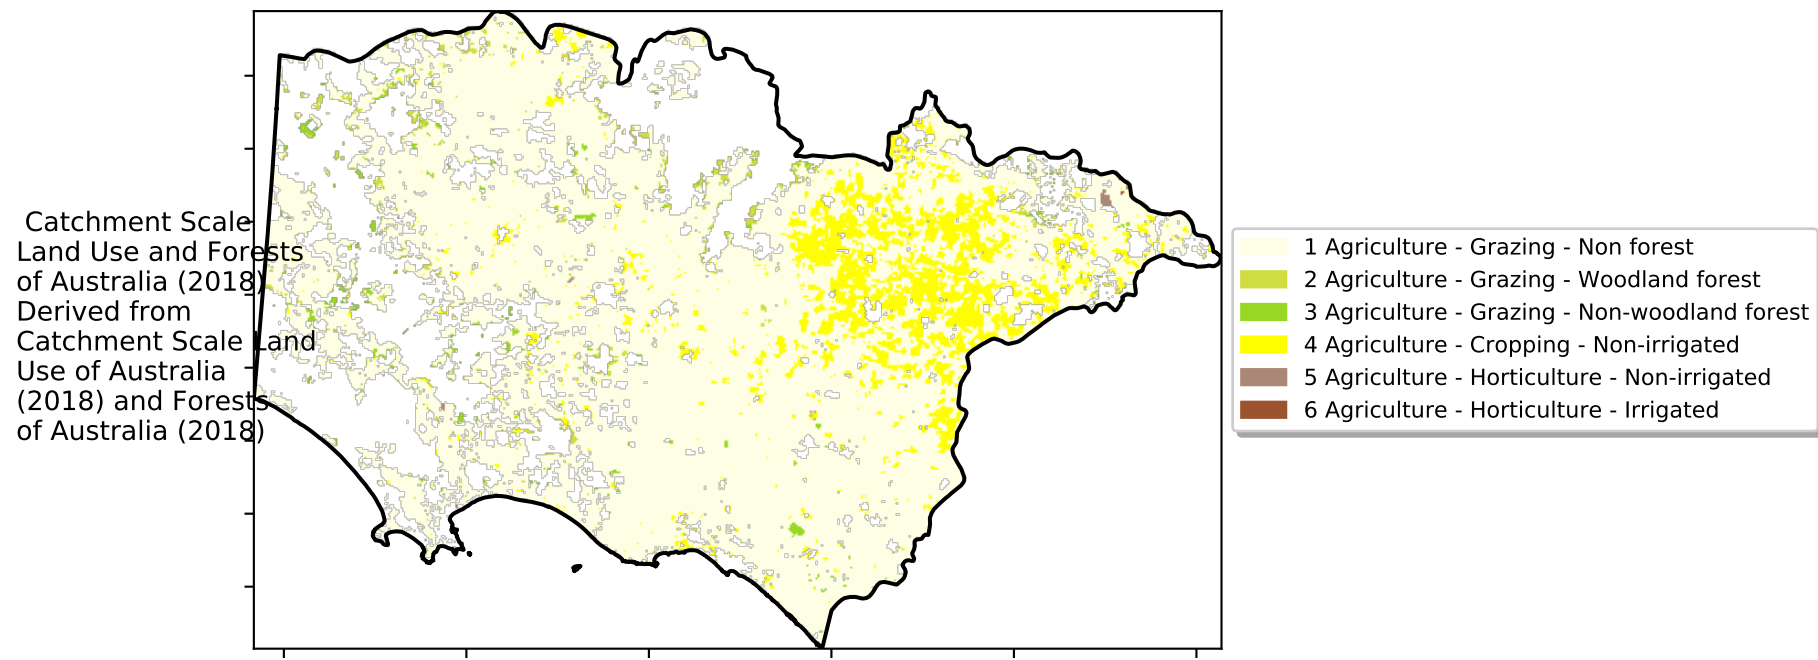 Catchment Scale
Land Use and Forests
of Australia (2018)
Derived from
Catchment Scale Land
Use of Australia
(2018) and Forests
of Australia (2018)
1 Agriculture - Grazing - Non forest
2 Agriculture - Grazing - Woodland forest
3 Agriculture - Grazing - Non-woodland forest
4 Agriculture - Cropping - Non-irrigated
5 Agriculture - Horticulture - Non-irrigated
6 Agriculture - Horticulture - Irrigated